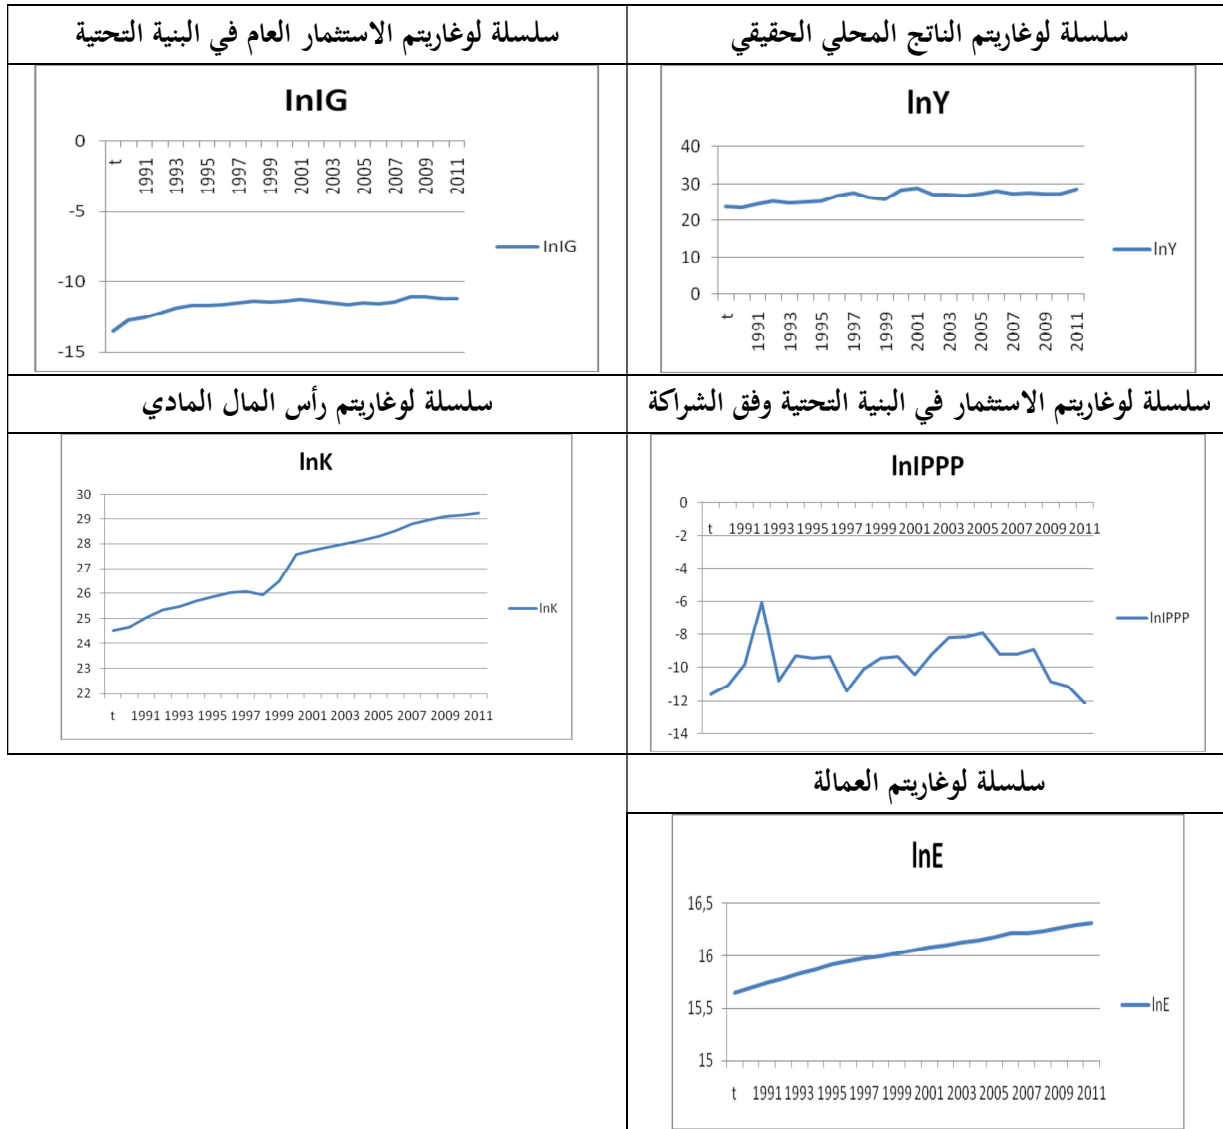 سلسلة لوغاريتم الناتج المحلي الحقيقي
سلسلة لوغاريتم الاستثمار العام في البنية التحتية
lnY
40
30
20
10
0
t 1991 1993 1995 1997 1999 2001 2003 2005 2007 2009 2011
lnY
lnIG
0
-5
-10
-15
t 1991 1993 1995 1997 1999 2001 2003 2005 2007 2009 2011
lnIG
سلسلة لوغاريتم الاستثمار في البنية التحتية وفق الشراكة
سلسلة لوغاريتم رأس المال المادي
lnIPPP
0
-2
-4
-6
-8
-10
-12
-14
t 1991 1993 1995 1997 1999 2001 2003 2005 2007 2009 2011
lnIPPP
lnK
30
29
28
27
26
25
24
23
22
t 1991 1993 1995 1997 1999 2001 2003 2005 2007 2009 2011
lnK
سلسلة لوغاريتم العمالة
lnE
16,5
16
15,5
15
t 1991 1993 1995 1997 1999 2001 2003 2005 2007 2009 2011
lnE